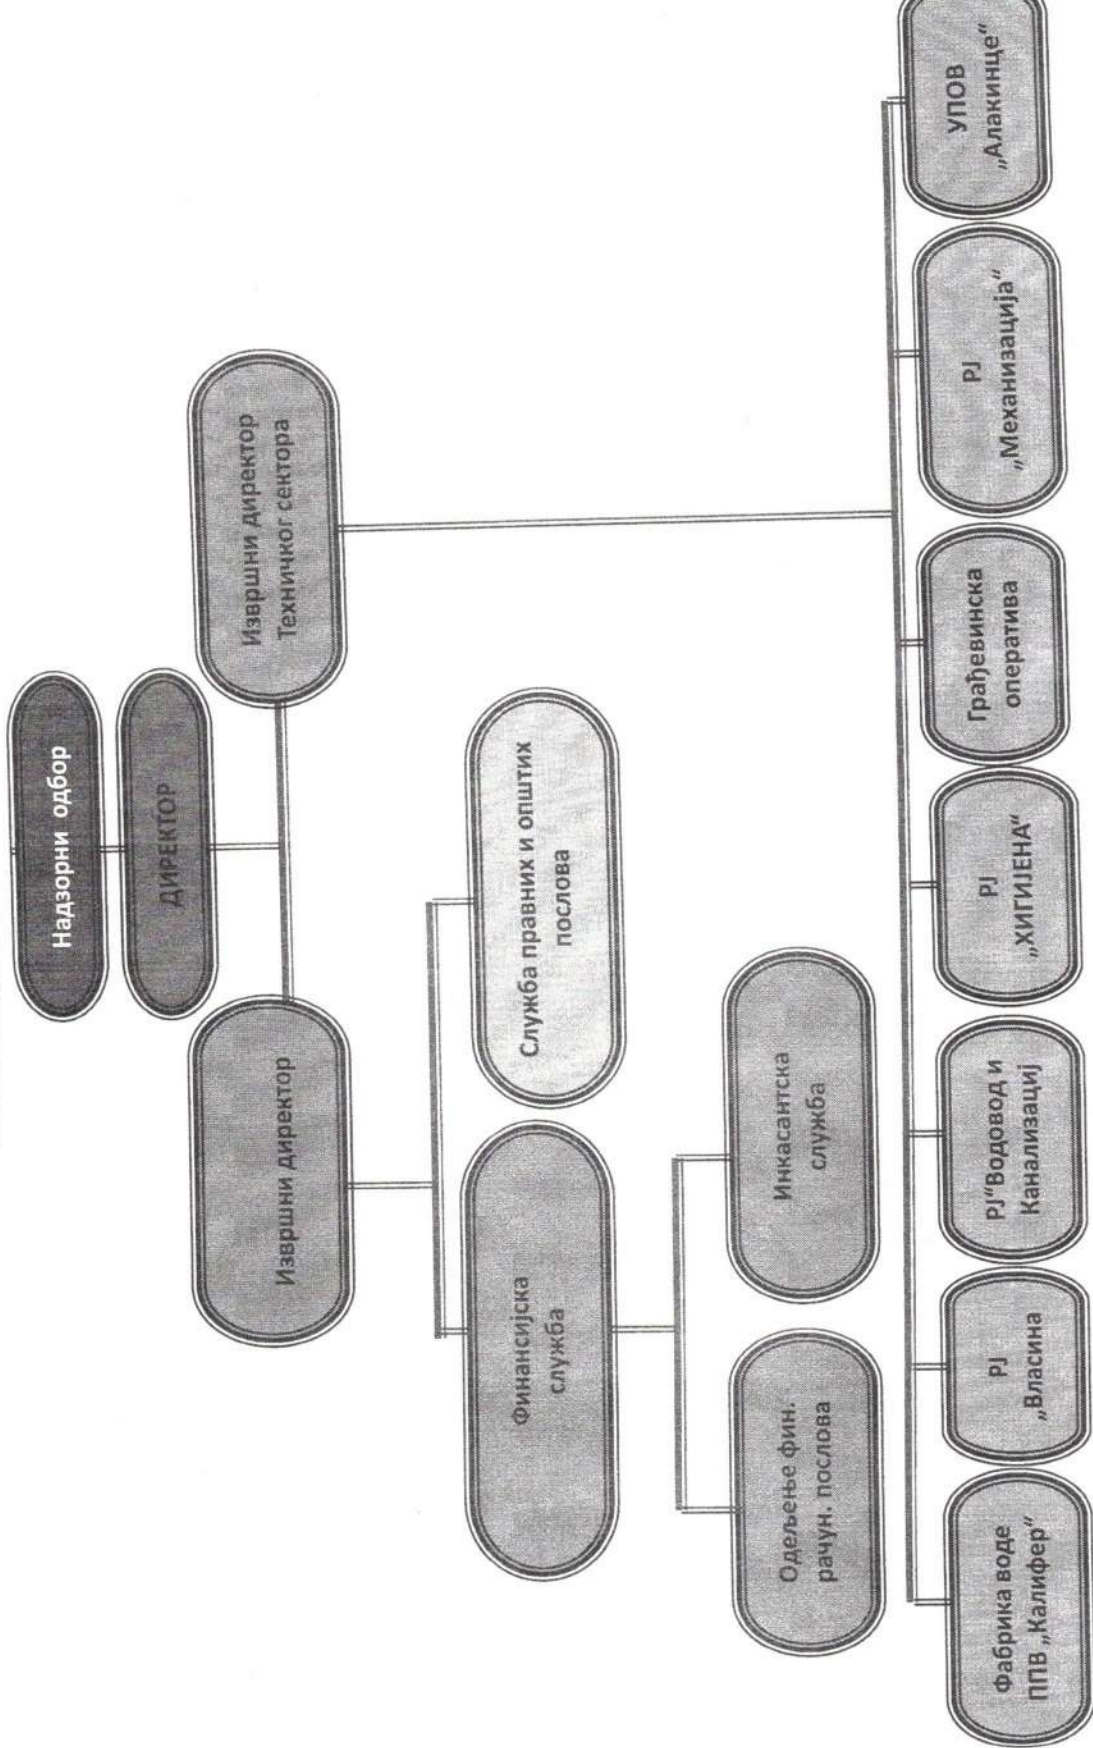 Надзорни одбор
ДИРЕКТОР
Извршни директор
Извршни директор
Техничког сектора
Финансијска
служба
Служба правних и општих
послова
Одељење фин.
рачун. послова
Инкасантска
служба
Фабрика воде
ППВ „Калифер“
РЈ
„Власина
РЈ“Водовод и
Канализациј
РЈ
„ХИГИЈЕНА“
Грађевинска
оператива
РЈ
„Механизација“
УПОВ
„Алакинце“